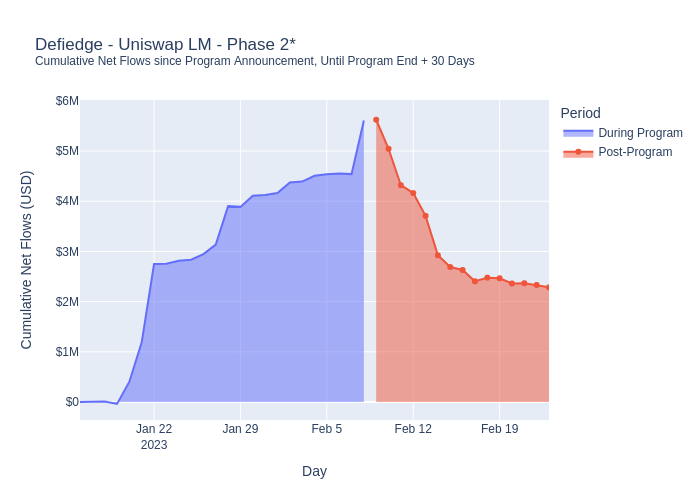 Defiedge - Uniswap LM - Phase 2*
Cumulative Net Flows since Program Announcement, Until Program End + 30 Days
Period
During Program
Post-Program
Cumulative Net Flows (USD)
$6M
$5M
$4M
$3M
$2M
$1M
$0
Jan 22
2023
Jan 29
Feb 5
Feb 12
Feb 19
Day